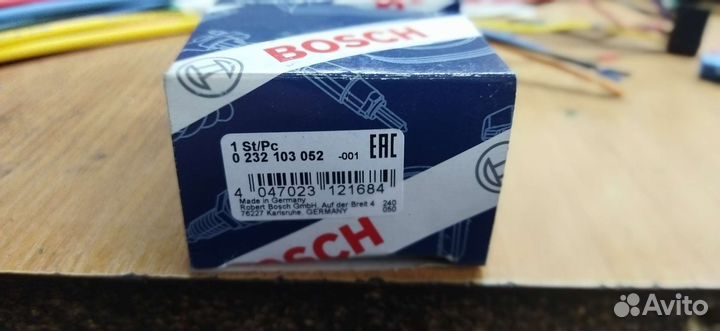 BOSCH
1 St/Pc
0 232 103 052 -001 EAC
4 047023 121684
Made in Germany
Robert Bosch GmbH, Auf der Breit 4 240
76227 Karlsruhe, GERMANY 050
BOSCH
Avito